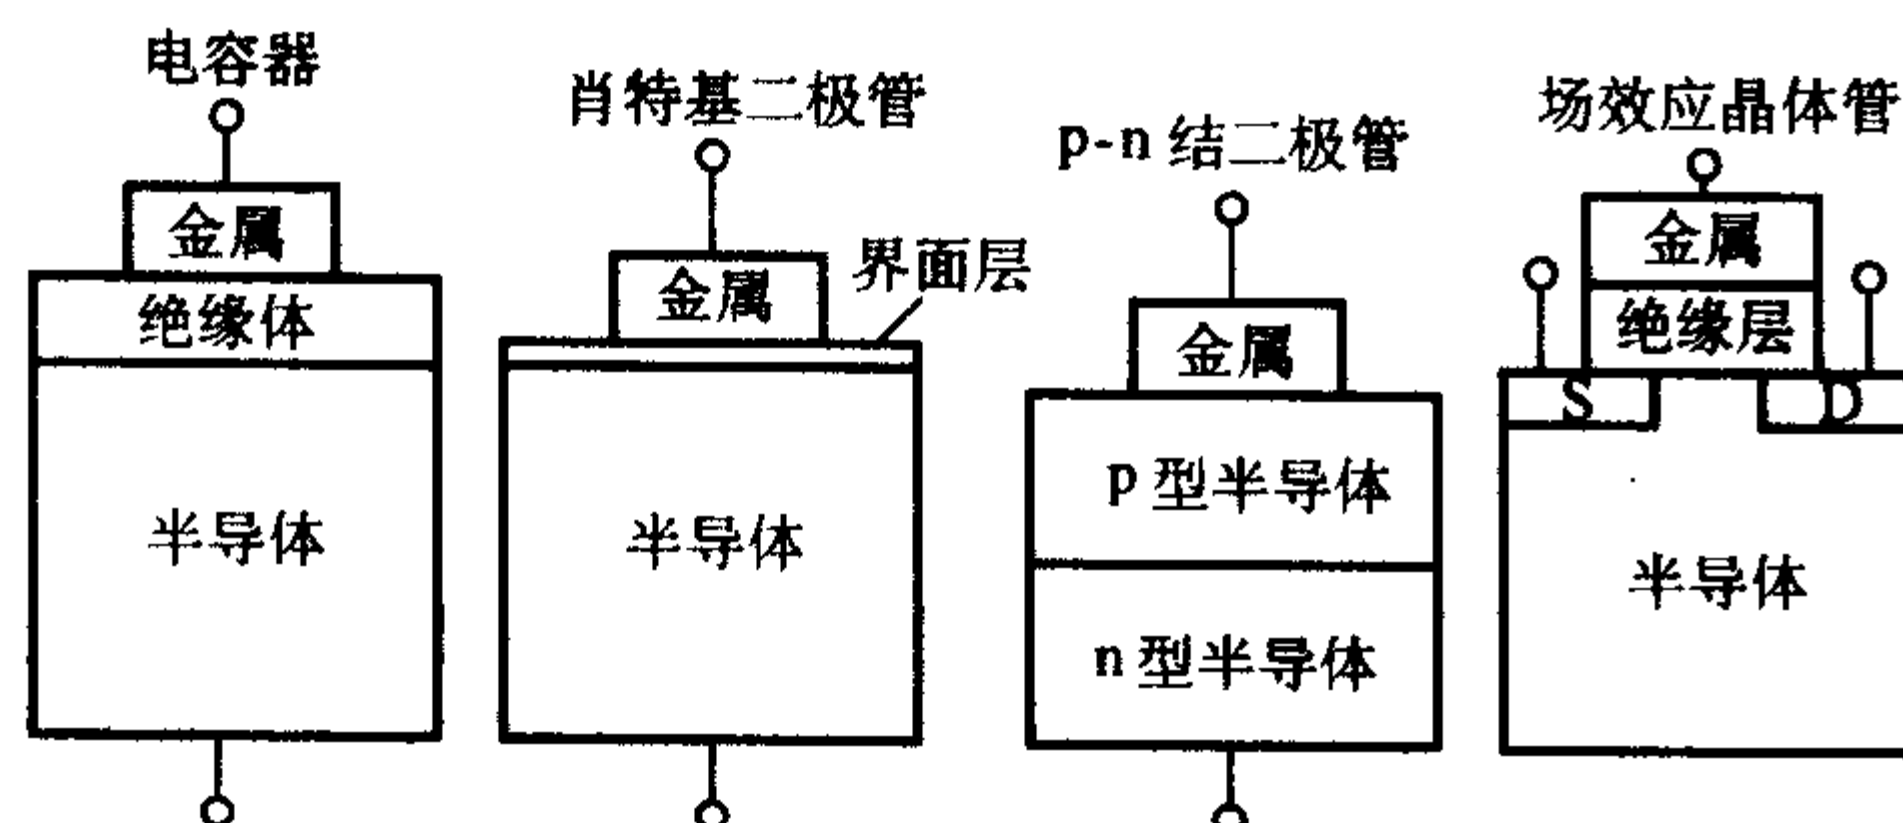 电容器
金属
绝缘体
半导体
肖特基二极管
金属
界面层
半导体
p-n 结二极管
金属
p 型半导体
n 型半导体
场效应晶体管
金属
绝缘层
S
D
半导体